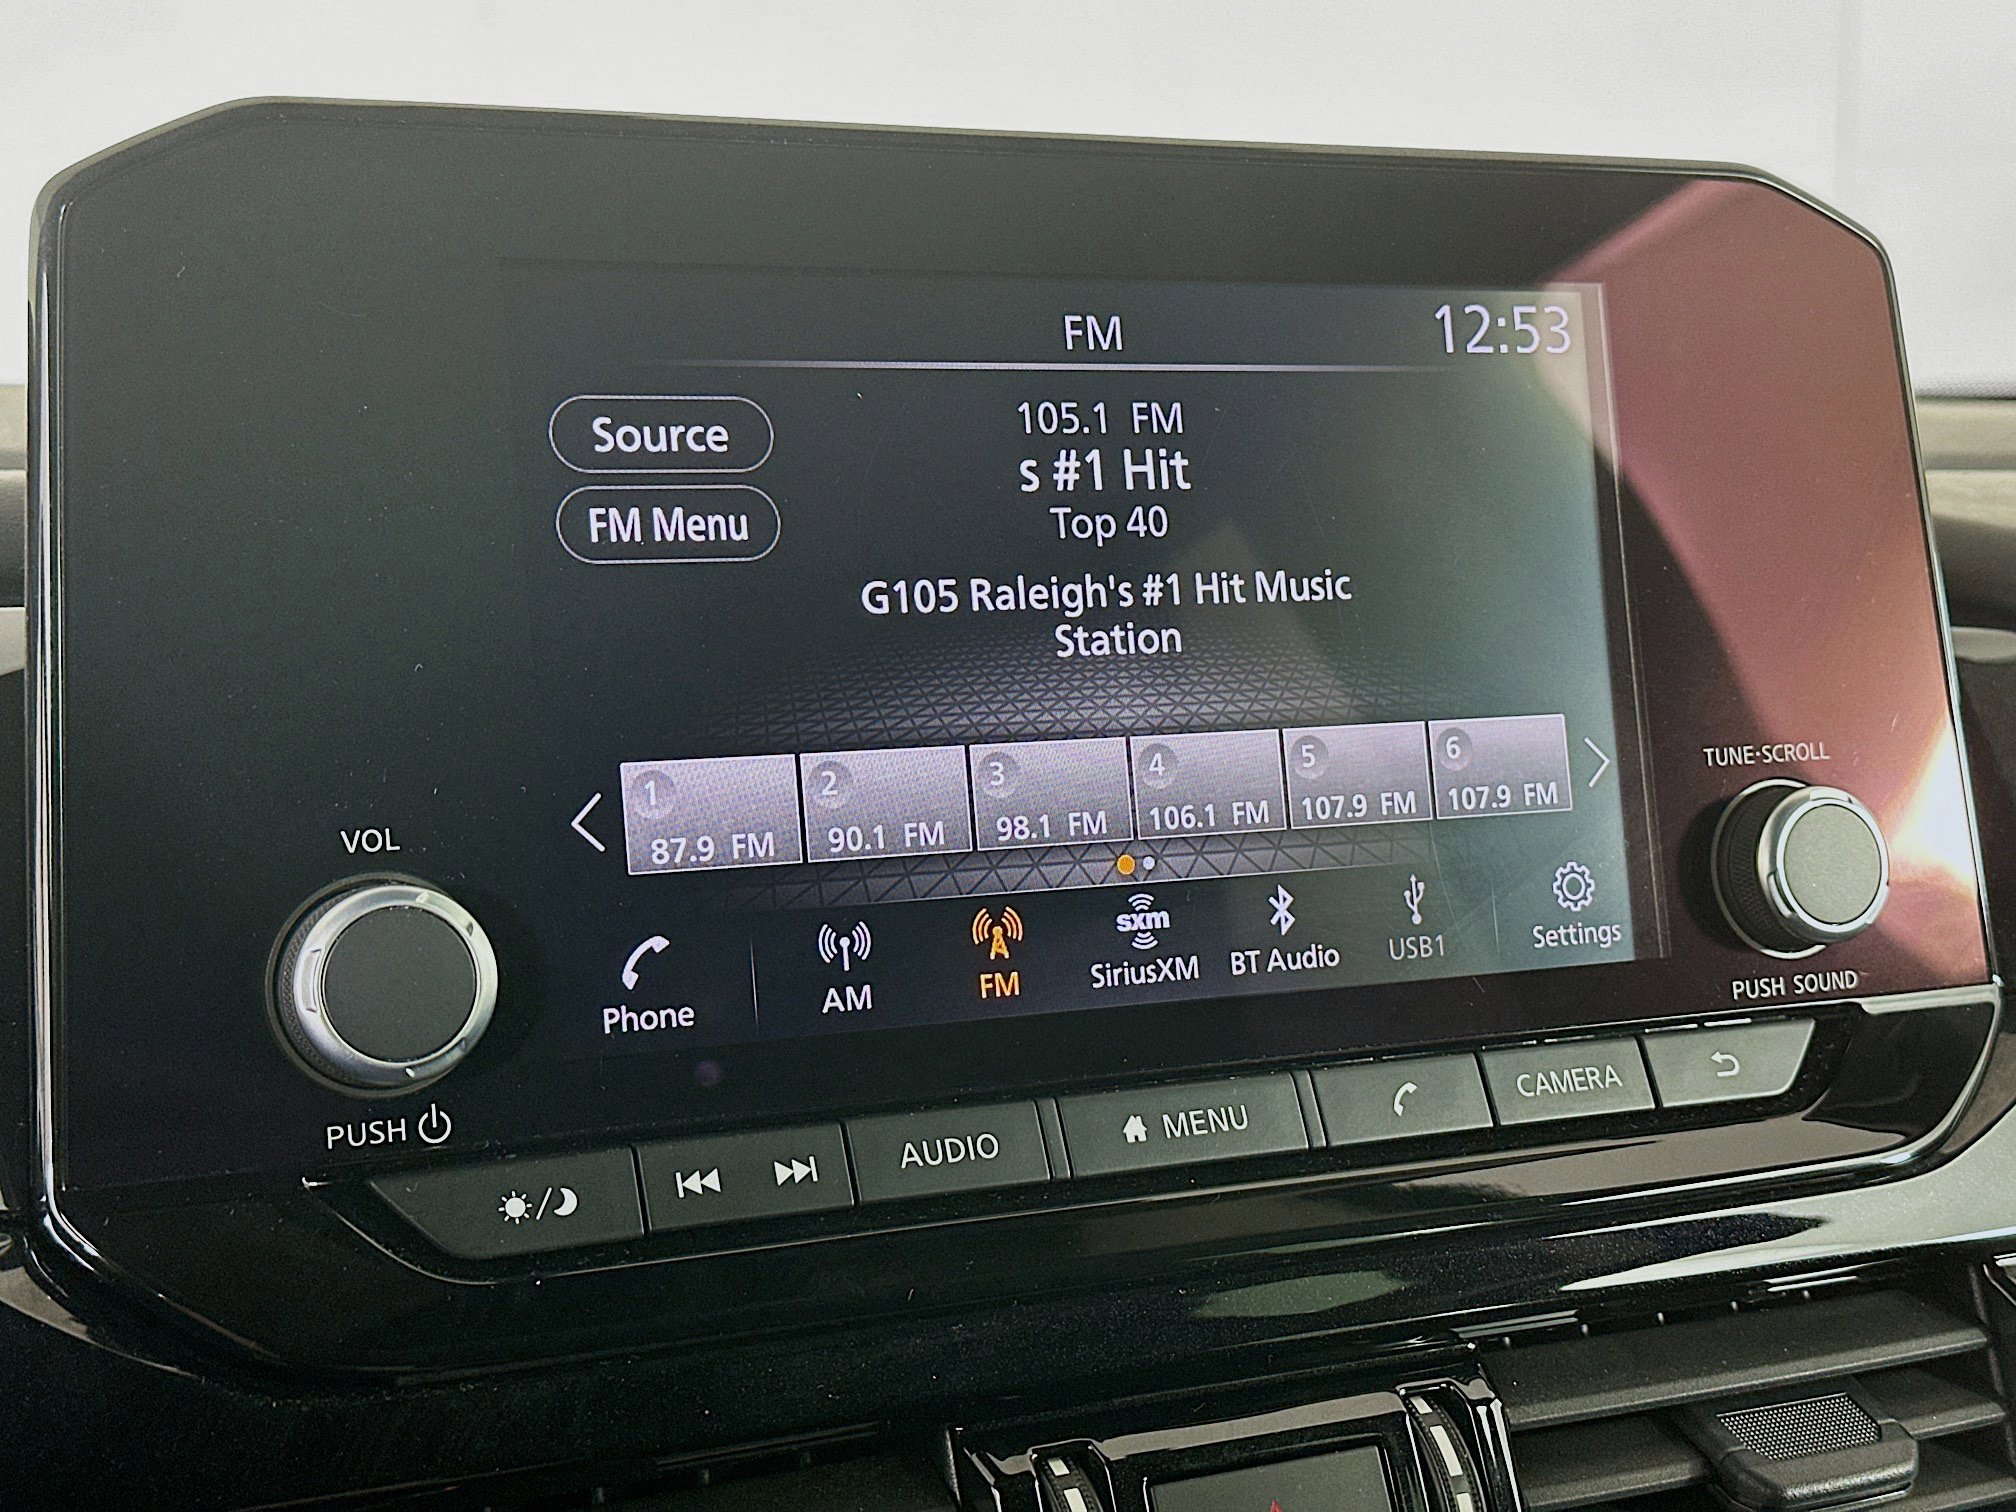 FM
12:53
Source
105.1 FM
s #1 Hit
FM Menu
Top 40
G105 Raleigh's #1 Hit Music
Station
1
2
3
4
5
6
87.9 FM
90.1 FM
98.1 FM
106.1 FM
107.9 FM
107.9 FM
TUNE·SCROLL
VOL
Phone
AM
FM
sxm
SiriusXM
BT Audio
USB1
Settings
PUSH SOUND
PUSH
AUDIO
MENU
CAMERA